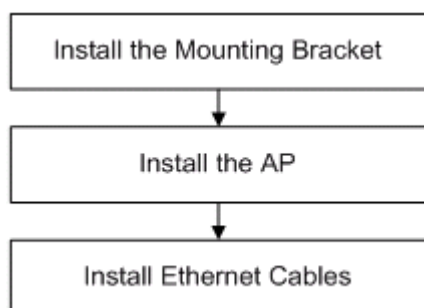 Install the Mounting Bracket
Install the AP
Install Ethernet Cables